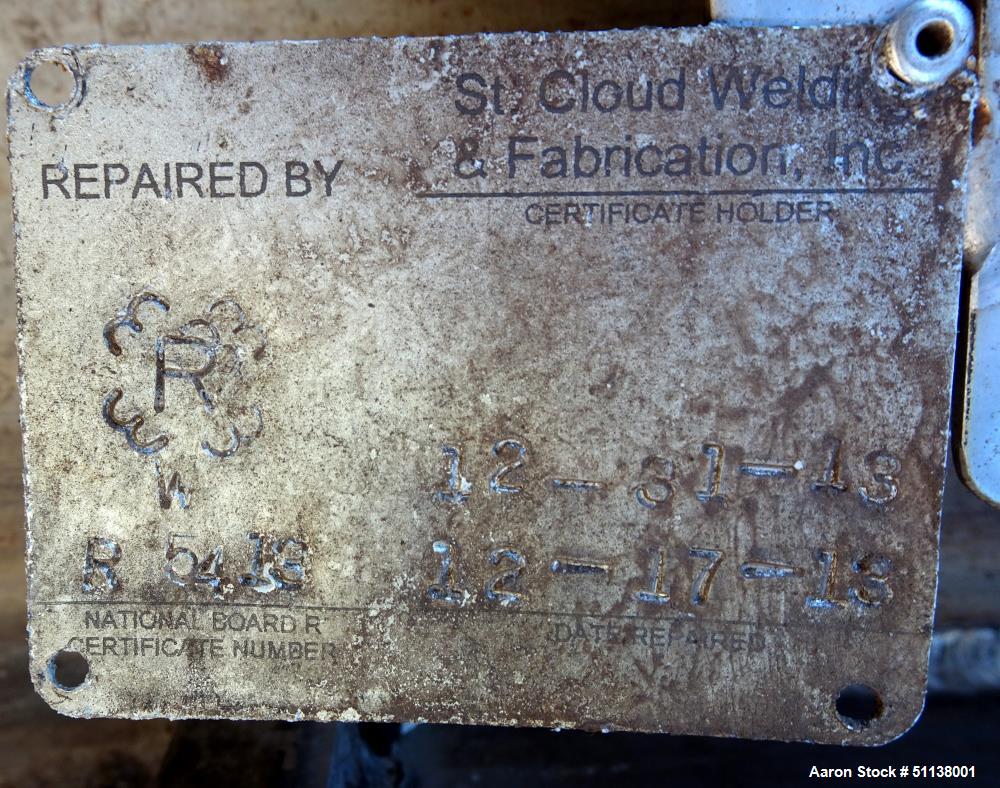 St. Cloud Welding
& Fabrication, Inc.
REPAIRED BY
CERTIFICATE HOLDER
R
W
12-31-13
R 5413
12-17-13
NATIONAL BOARD R
CERTIFICATE NUMBER
DATE REPAIRED
Aaron Stock # 51138001